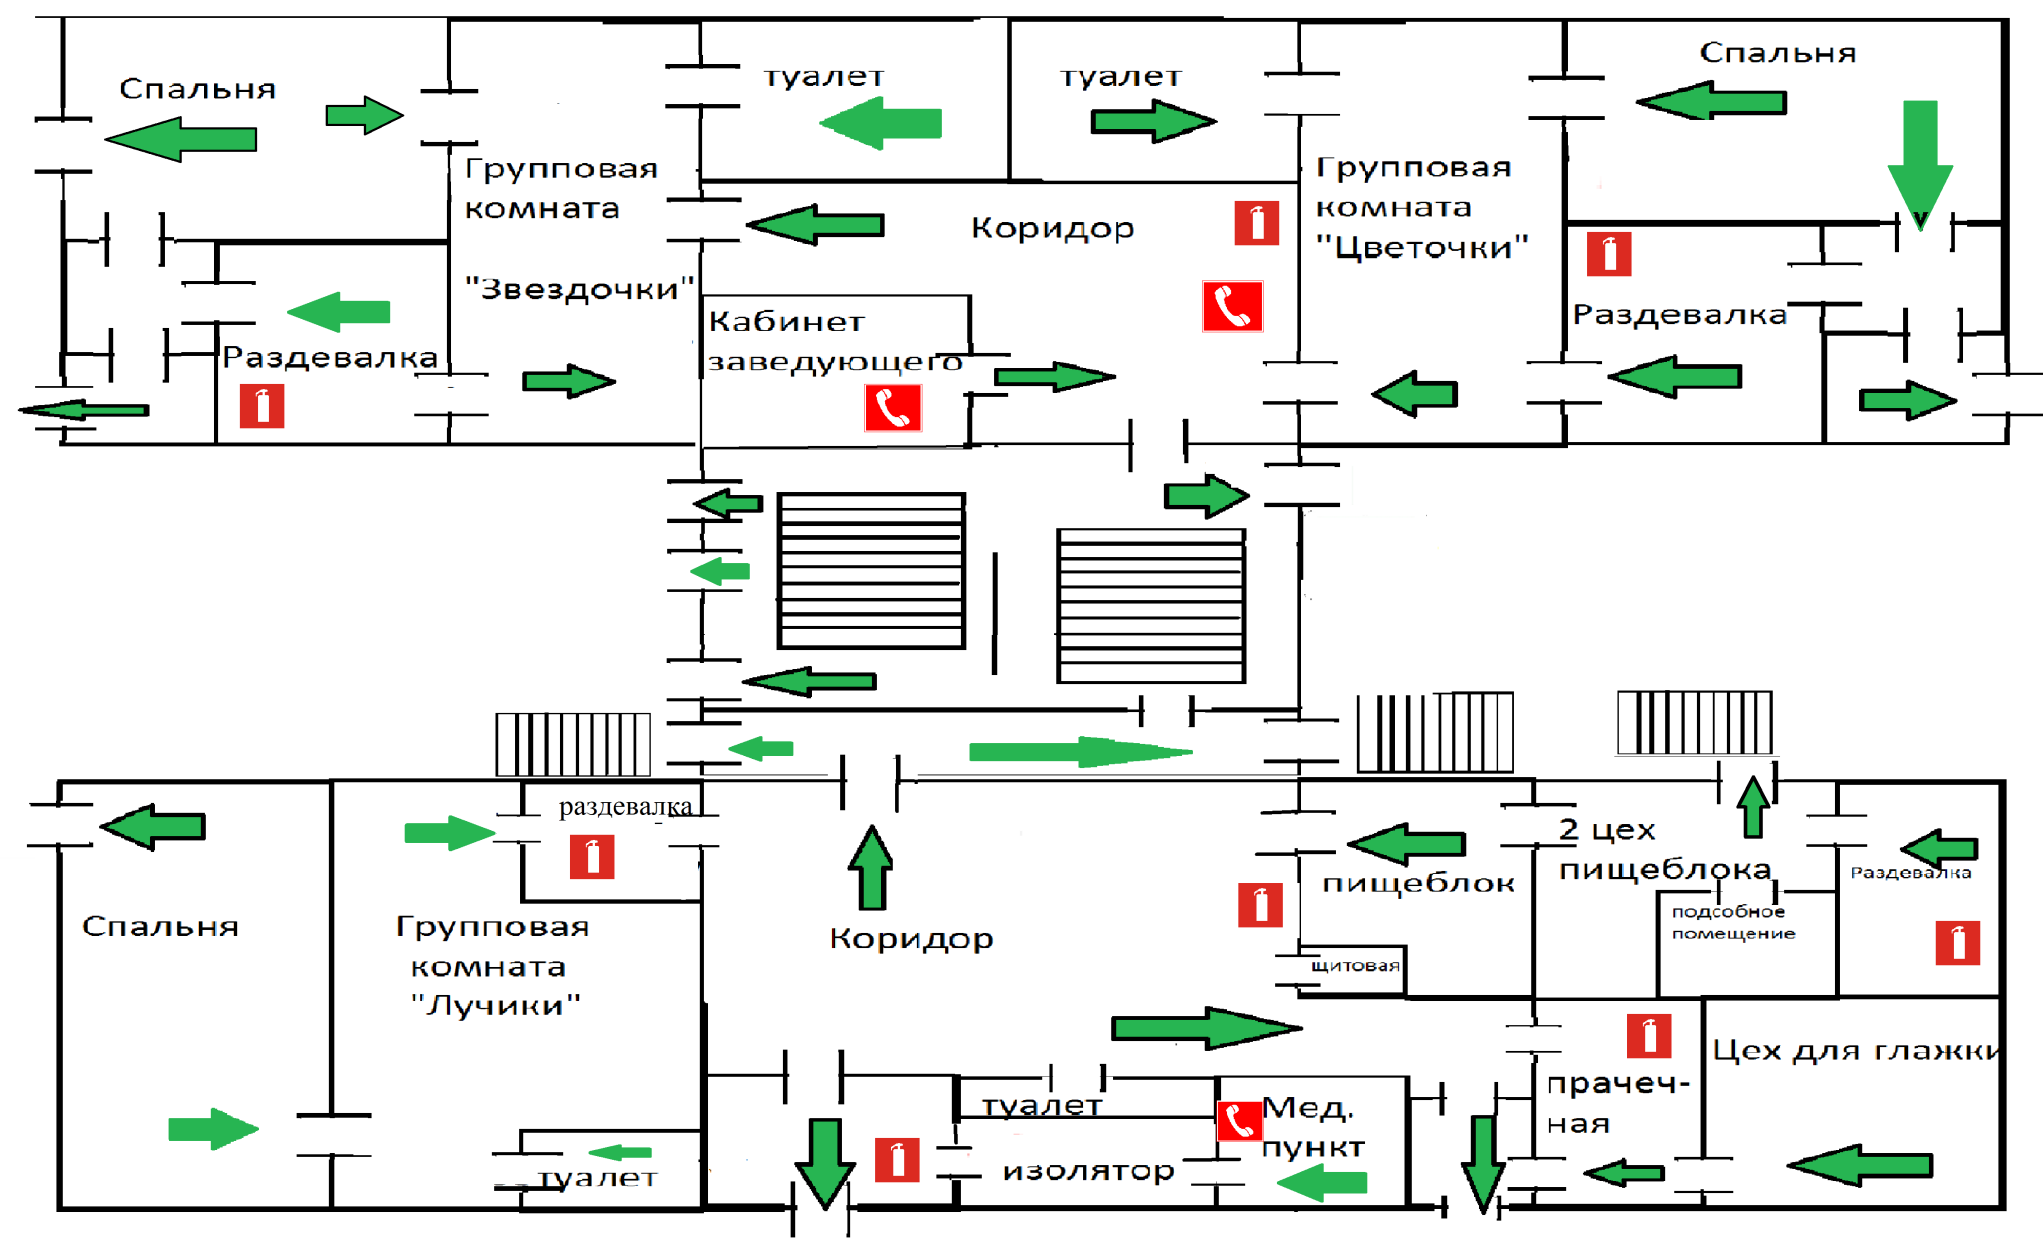 Спальня
туалет
туалет
Спальня
Групповая
комната
"Звездочки"
Коридор
Групповая
комната
"Цветочки"
Кабинет
заведующего
Раздевалка
Раздевалка
раздевалка
2 цех
пищеблока
пищеблок
Раздевалка
подсобное
помещение
Спальня
Групповая
комната
"Лучики"
Коридор
щитовая
Цех для глажки
прачеч-
ная
туалет
Мед.
пункт
изолятор
туалет